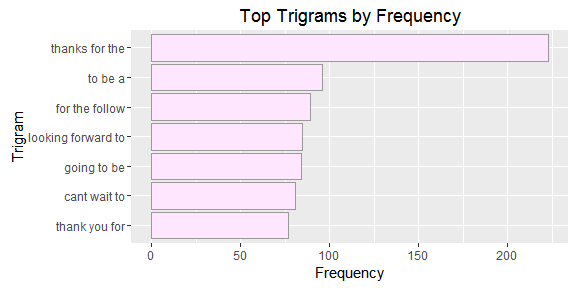 Top Trigrams by Frequency
thanks for the
to be a
for the follow
looking forward to
going to be
cant wait to
thank you for
Trigram
0 50 100 150 200
Frequency